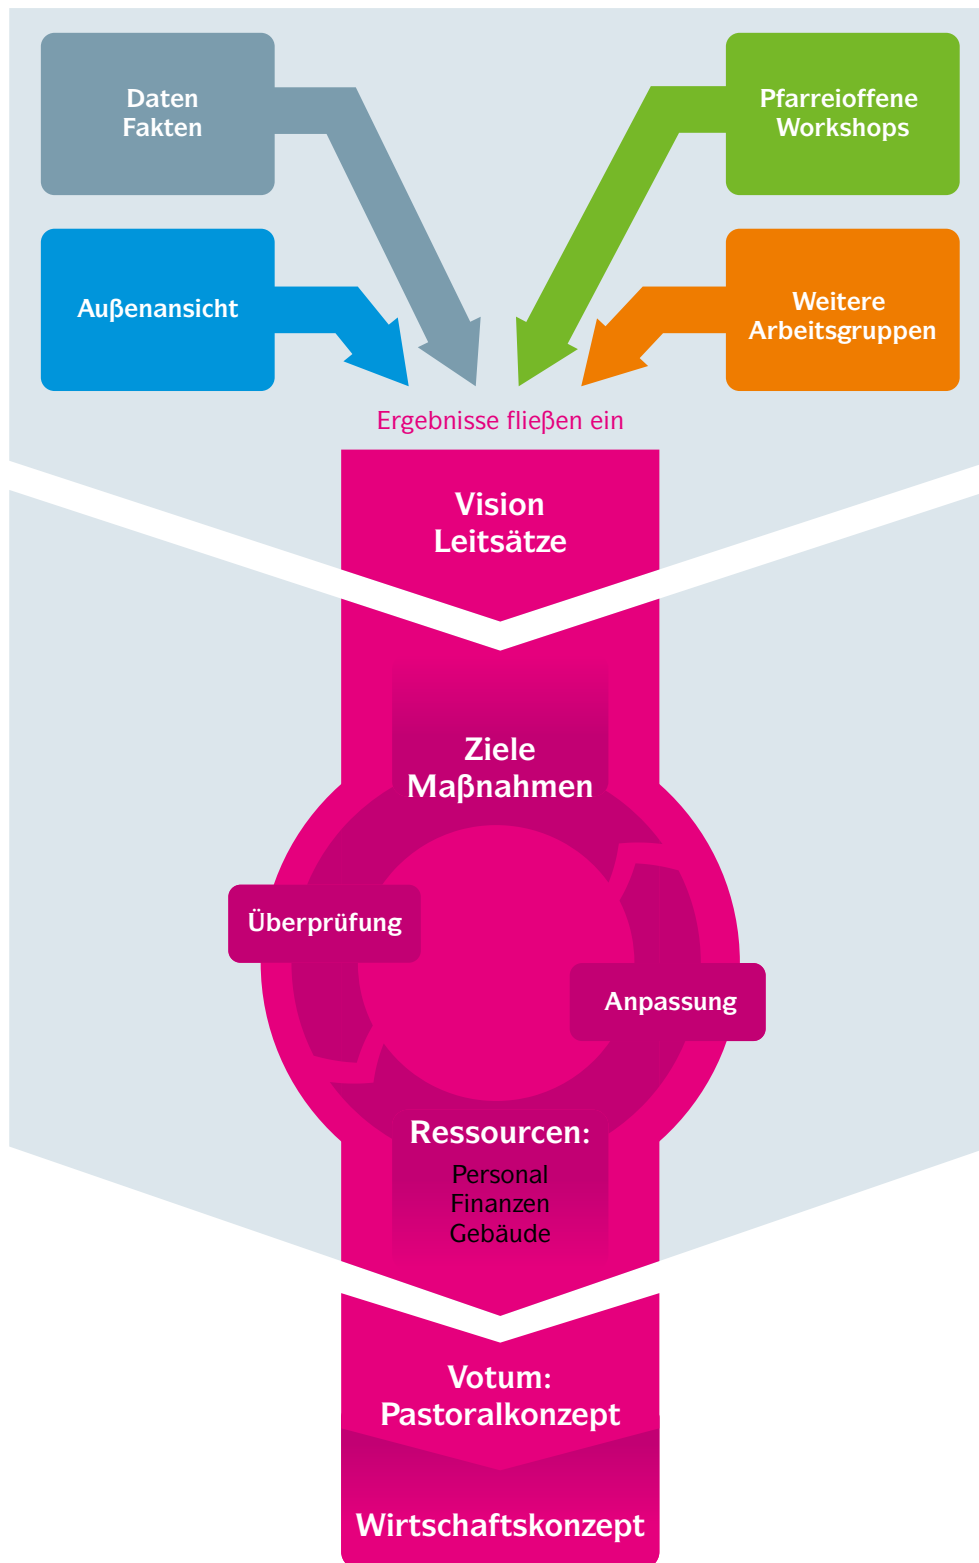 Daten
Fakten
Pfarreioffene
Workshops
Außenansicht
Weitere
Arbeitsgruppen
Ergebnisse fließen ein
Vision
Leitsätze
Ziele
Maßnahmen
Überprüfung
Anpassung
Ressourcen:
Personal
Finanzen
Gebäude
Votum:
Pastoralkonzept
Wirtschaftskonzept